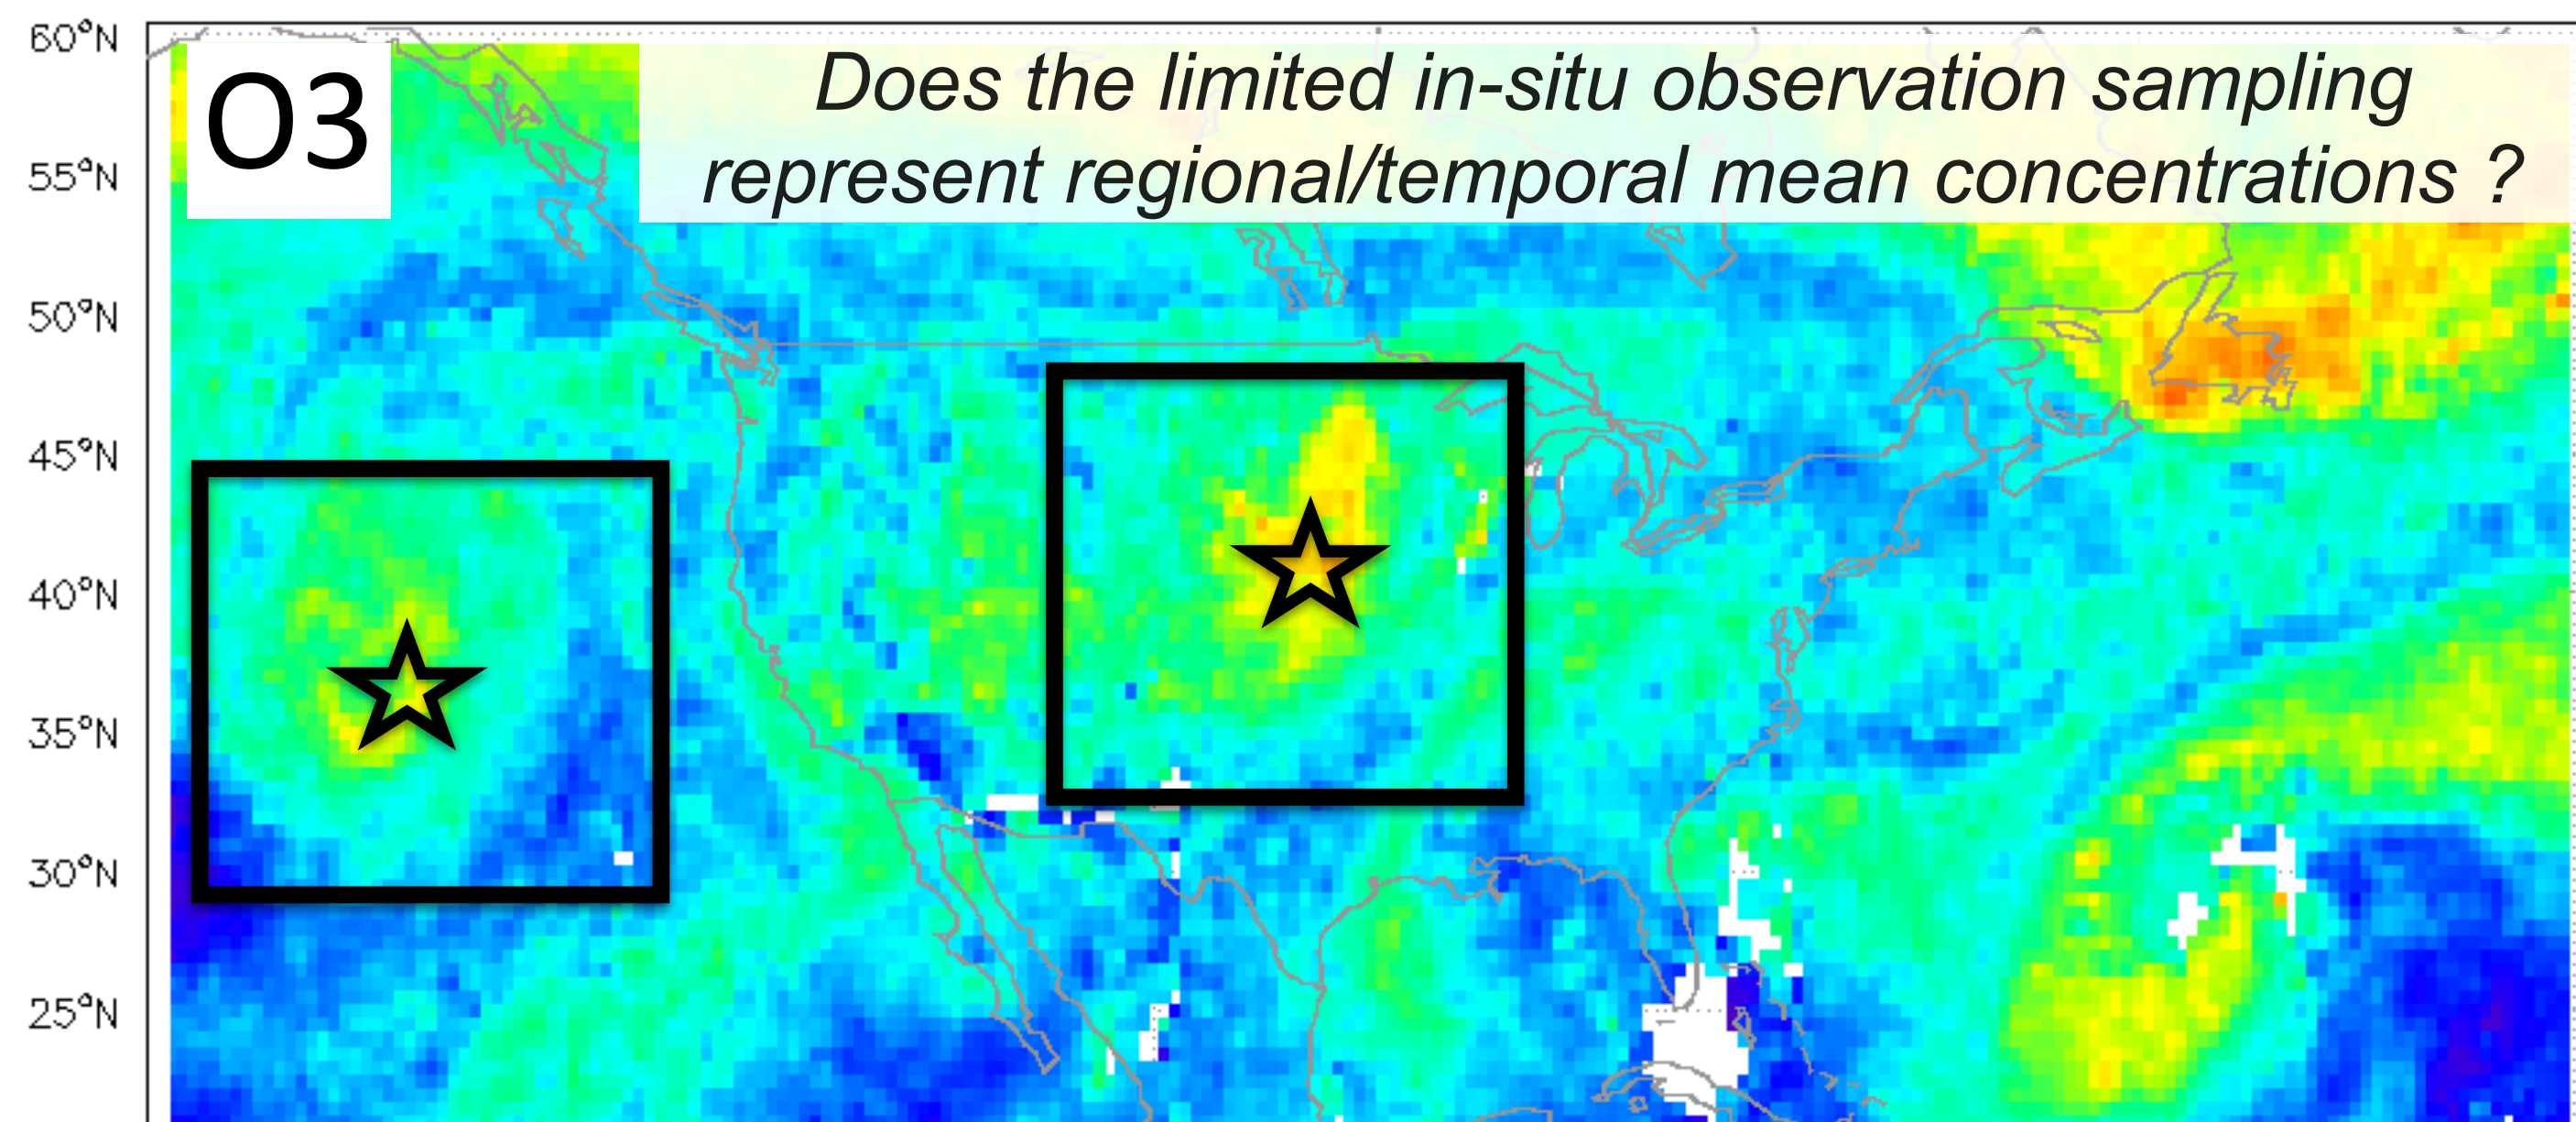 60°N
O3
Does the limited in-situ observation sampling
represent regional/temporal mean concentrations ?
55°N
50°N
45°N
40°N
35°N
30°N
25°N